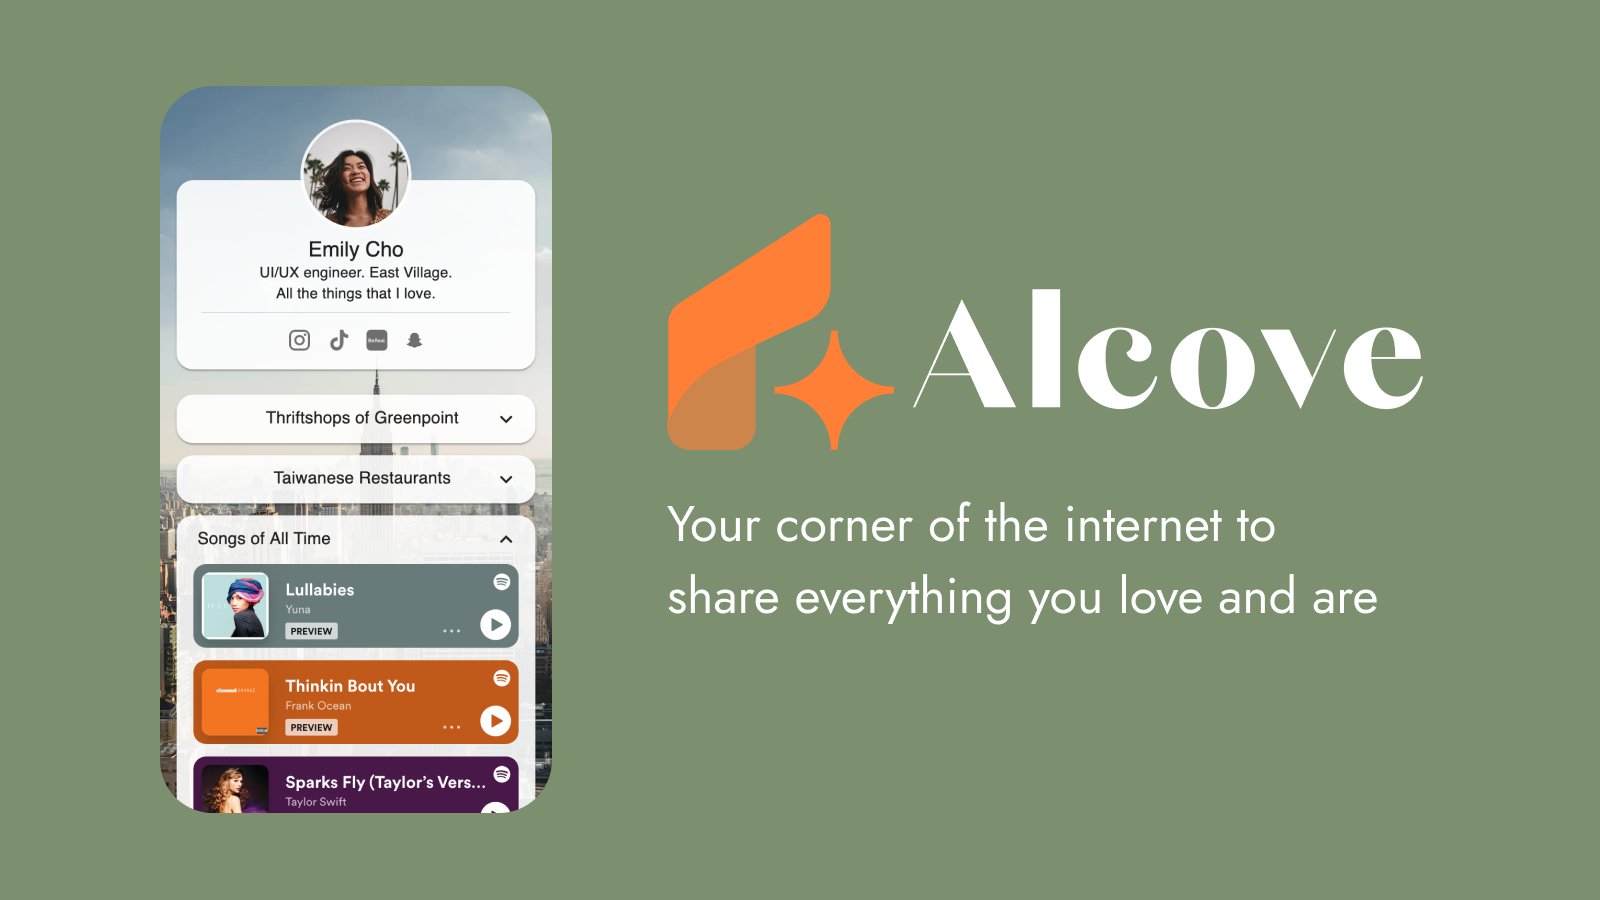 Emily Cho
UI/UX engineer. East Village.
All the things that I love.
BeReal.
Thriftshops of Greenpoint
Taiwanese Restaurants
Songs of All Time
Lullabies
Yuna
PREVIEW
Thinkin Bout You
Frank Ocean
PREVIEW
Sparks Fly (Taylor's Vers...
Taylor Swift
Alcove
Your corner of the internet to
share everything you love and are